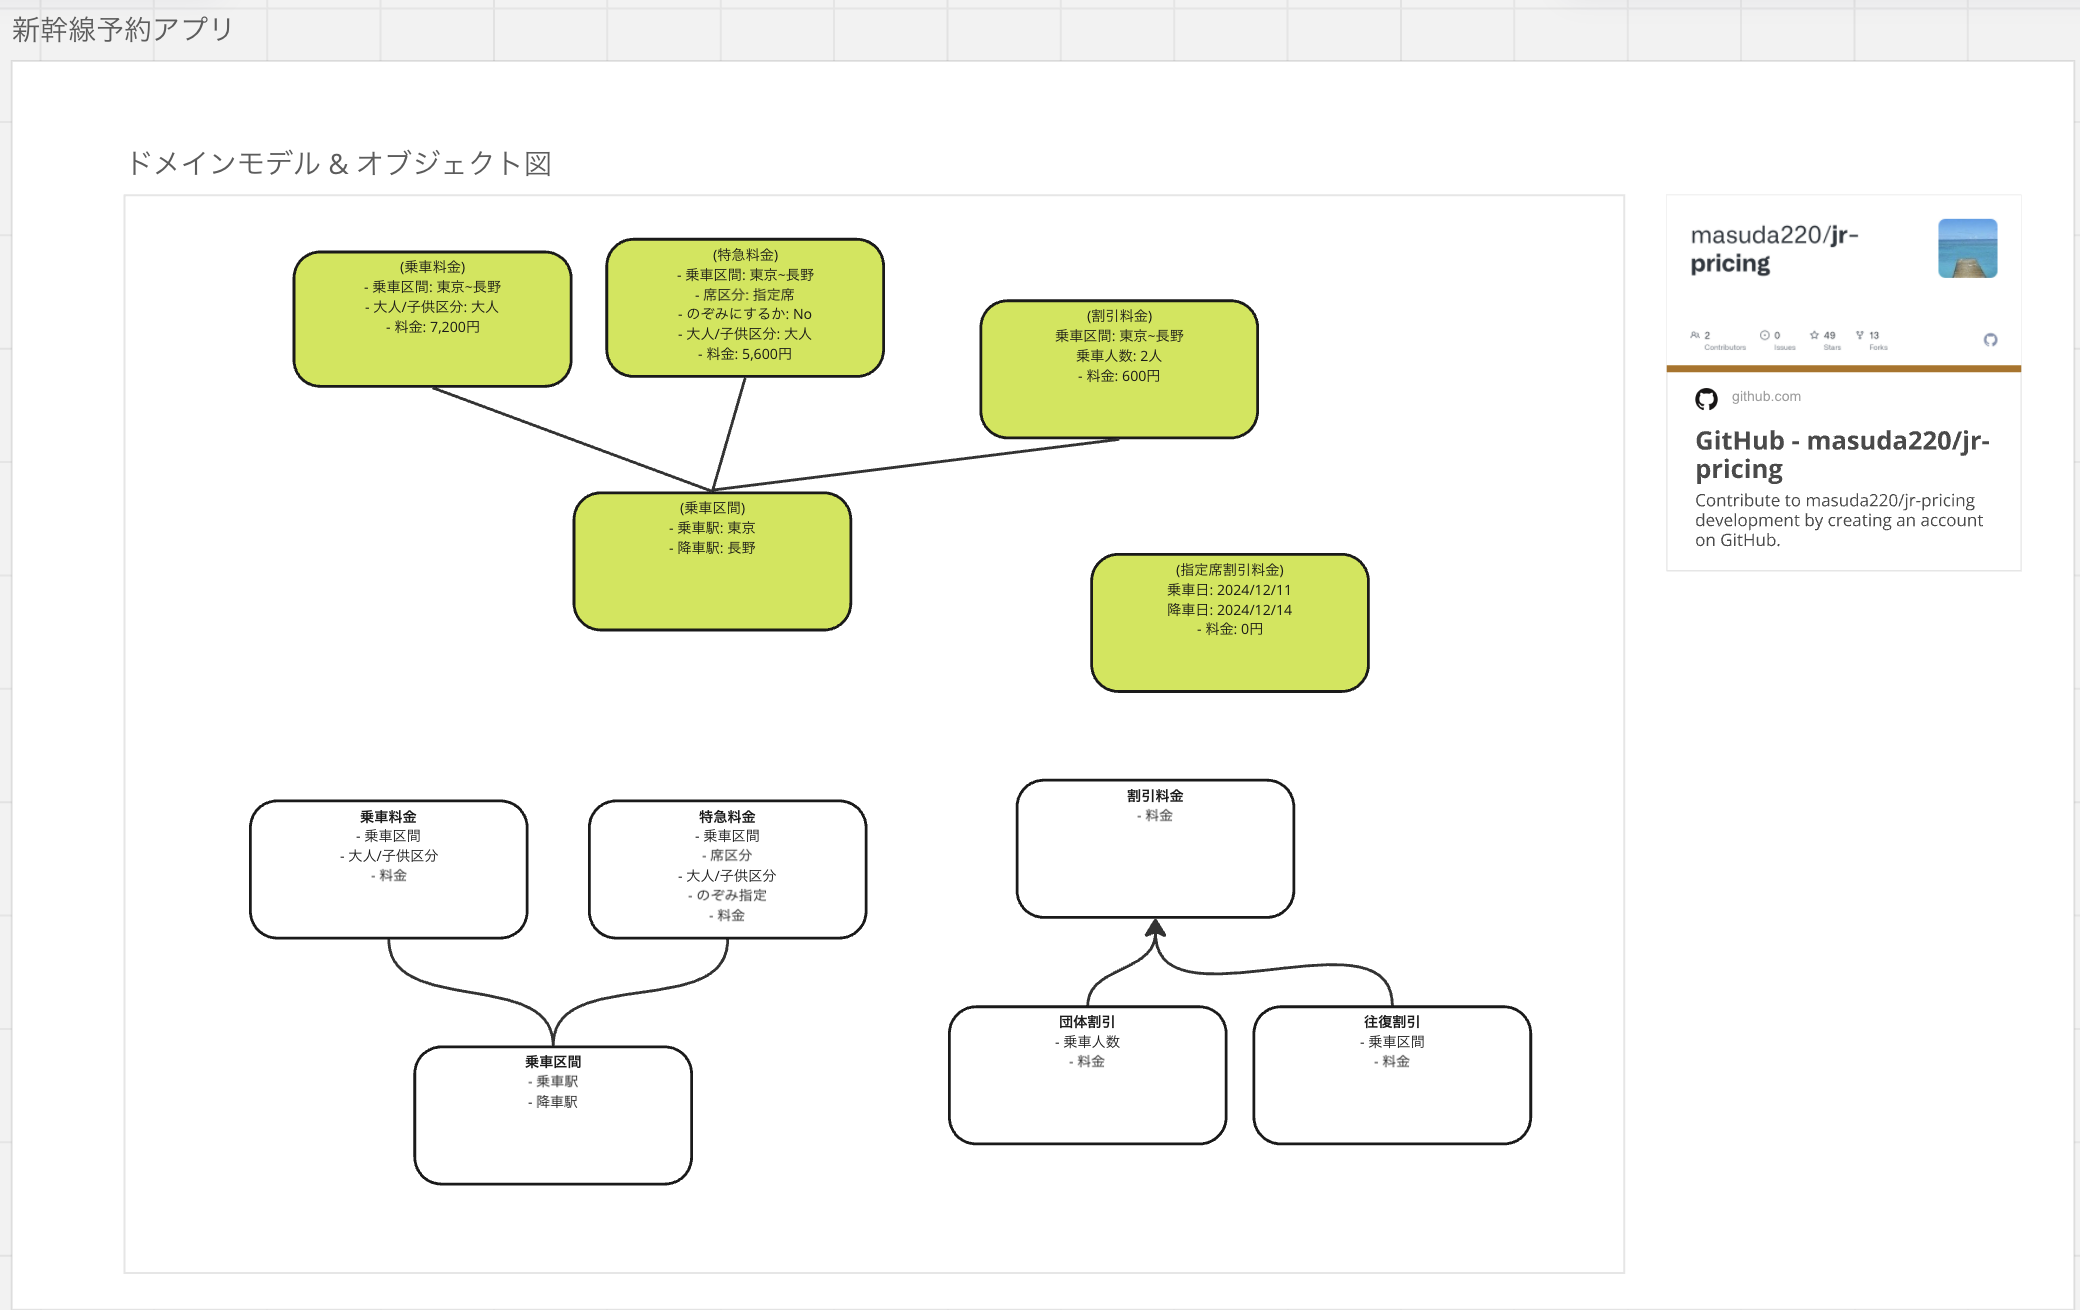 新幹線予約アプリ
ドメインモデル & オブジェクト図
(乗車料金)
- 乗車区間: 東京~長野
- 大人/子供区分: 大人
- 料金: 7,200円
(特急料金)
- 乗車区間: 東京~長野
- 席区分: 指定席
- のぞみにするか: No
- 大人/子供区分: 大人
- 料金: 5,600円
(割引料金)
乗車区間: 東京~長野
乗車人数: 2人
- 料金: 600円
(乗車区間)
- 乗車駅: 東京
- 降車駅: 長野
(指定席割引料金)
乗車日: 2024/12/11
降車日: 2024/12/14
- 料金: 0円
乗車料金
- 乗車区間
- 大人/子供区分
- 料金
特急料金
- 乗車区間
- 席区分
- 大人/子供区分
- のぞみ指定
- 料金
乗車区間
- 乗車駅
- 降車駅
割引料金
- 料金
団体割引
- 乗車人数
- 料金
往復割引
- 乗車区間
- 料金
masuda220/jr-
pricing
2 0 49 13
Contributors Issues Stars Forks
github.com
GitHub - masuda220/jr-
pricing
Contribute to masuda220/jr-pricing
development by creating an account
on GitHub.